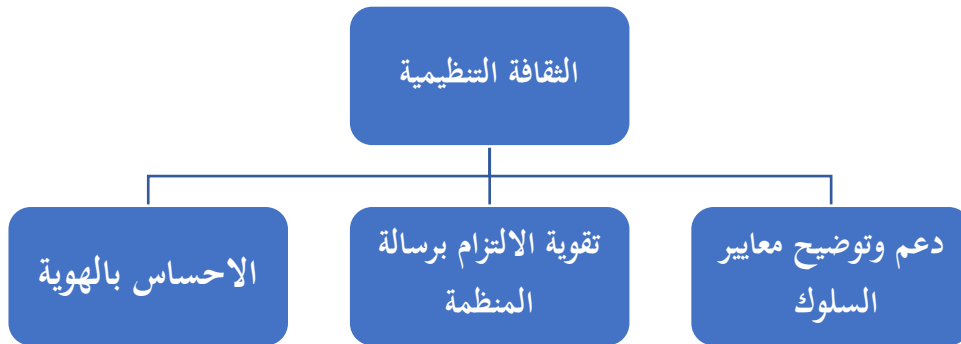 الثقافة التنظيمية
دعم وتوضيح معايير
السلوك
تقوية الالتزام برسالة
المنظمة
الاحساس بالهوية